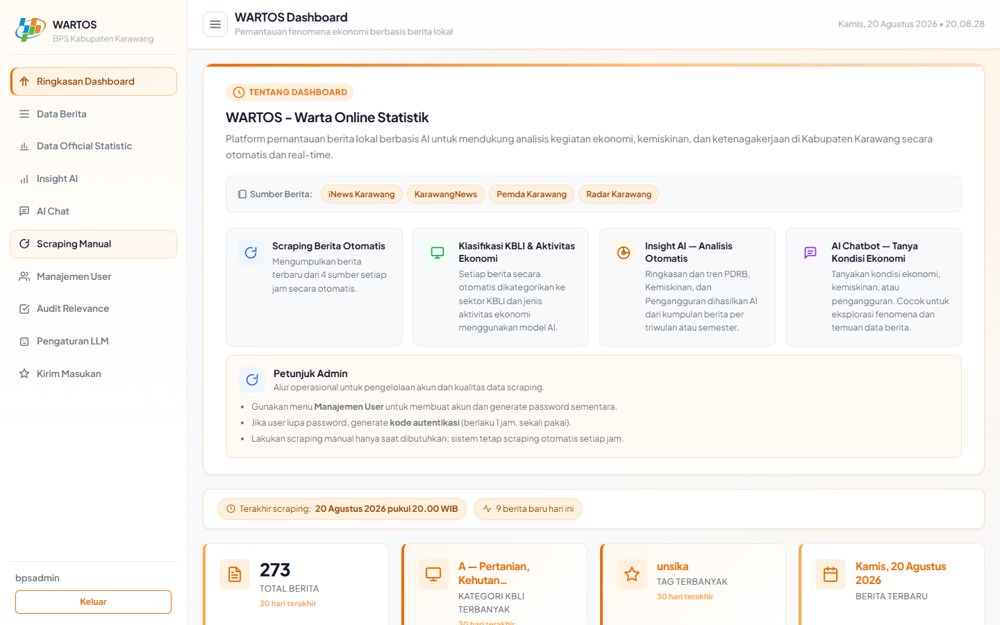 WARTOS
BPS Kabupaten Karawang
Ringkasan Dashboard
Data Berita
Data Official Statistic
Insight AI
AI Chat
Scraping Manual
Manajemen User
Audit Relevance
Pengaturan LLM
Kirim Masukan
bpsadmin
Keluar
WARTOS Dashboard
Pemantauan fenomena ekonomi berbasis berita lokal
Kamis, 20 Agustus 2026 • 20.08.28
TENTANG DASHBOARD
WARTOS - Warta Online Statistik
Platform pemantauan berita lokal berbasis AI untuk mendukung analisis kegiatan ekonomi, kemiskinan, dan ketenagakerjaan di Kabupaten Karawang secara
otomatis dan real-time.
Sumber Berita: iNews Karawang KarawangNews Pemda Karawang Radar Karawang
Scraping Berita Otomatis
Mengumpulkan berita
terbaru dari 4 sumber setiap
jam secara otomatis.
Klasifikasi KBLI & Aktivitas
Ekonomi
Setiap berita secara
otomatis dikategorikan ke
sektor KBLI dan jenis
aktivitas ekonomi
menggunakan model AI.
Insight AI — Analisis
Otomatis
Ringkasan dan tren PDRB,
Kemiskinan, dan
Pengangguran dihasilkan AI
dari kumpulan berita per
triwulan atau semester.
AI Chatbot — Tanya
Kondisi Ekonomi
Tanyakan kondisi ekonomi,
kemiskinan, atau
pengangguran. Cocok untuk
eksplorasi fenomena dan
temuan data berita.
Petunjuk Admin
Alur operasional untuk pengelolaan akun dan kualitas data scraping.
• Gunakan menu Manajemen User untuk membuat akun dan generate password sementara.
• Jika user lupa password, generate kode autentikasi (berlaku 1 jam, sekali pakai).
• Lakukan scraping manual hanya saat dibutuhkan; sistem tetap scraping otomatis setiap jam.
Terakhir scraping: 20 Agustus 2026 pukul 20.00 WIB
9 berita baru hari ini
273
TOTAL BERITA
30 hari terakhir
A — Pertanian,
Kehutan...
KATEGORI KBLI
TERBANYAK
30 hari terakhir
unsika
TAG TERBANYAK
30 hari terakhir
Kamis, 20 Agustus
2026
BERITA TERBARU